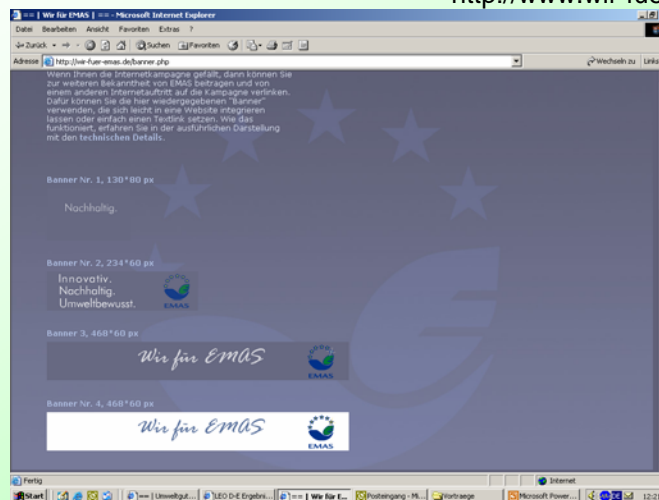 http://www.wir-fue
== | Wir für EMAS | == - Microsoft Internet Explorer
Datei Bearbeiten Ansicht Favoriten Extras ?
Zurück Suchen Favoriten
Adresse http://wir-fuer-emas.de/banner.php Wechseln zu Links
Wenn Ihnen die Internetkampagne gefällt, dann können Sie
zur weiteren Bekanntheit von EMAS beitragen und von
einem anderen Internetauftritt auf die Kampagne verlinken.
Dafür können Sie die hier wiedergegebenen "Banner"
verwenden, die sich leicht in eine Website integrieren
lassen oder einfach einen Textlink setzen. Wie das
funktioniert, erfahren Sie in der ausführlichen Darstellung
mit den technischen Details.
Banner Nr. 1, 130*80 px
Nachhaltig.
Banner Nr. 2, 234*60 px
Innovativ.
Nachhaltig.
Umweltbewusst.
EMAS
Banner 3, 468*60 px
Wir für EMAS
EMAS
Banner Nr. 4, 468*60 px
Wir für EMAS
EMAS
Fertig Internet
Start == | Umweltgut... LEO D-E Ergebni... == | Wir für E... Posteingang - Mi... Vortraege Microsoft Power... DE 12:2